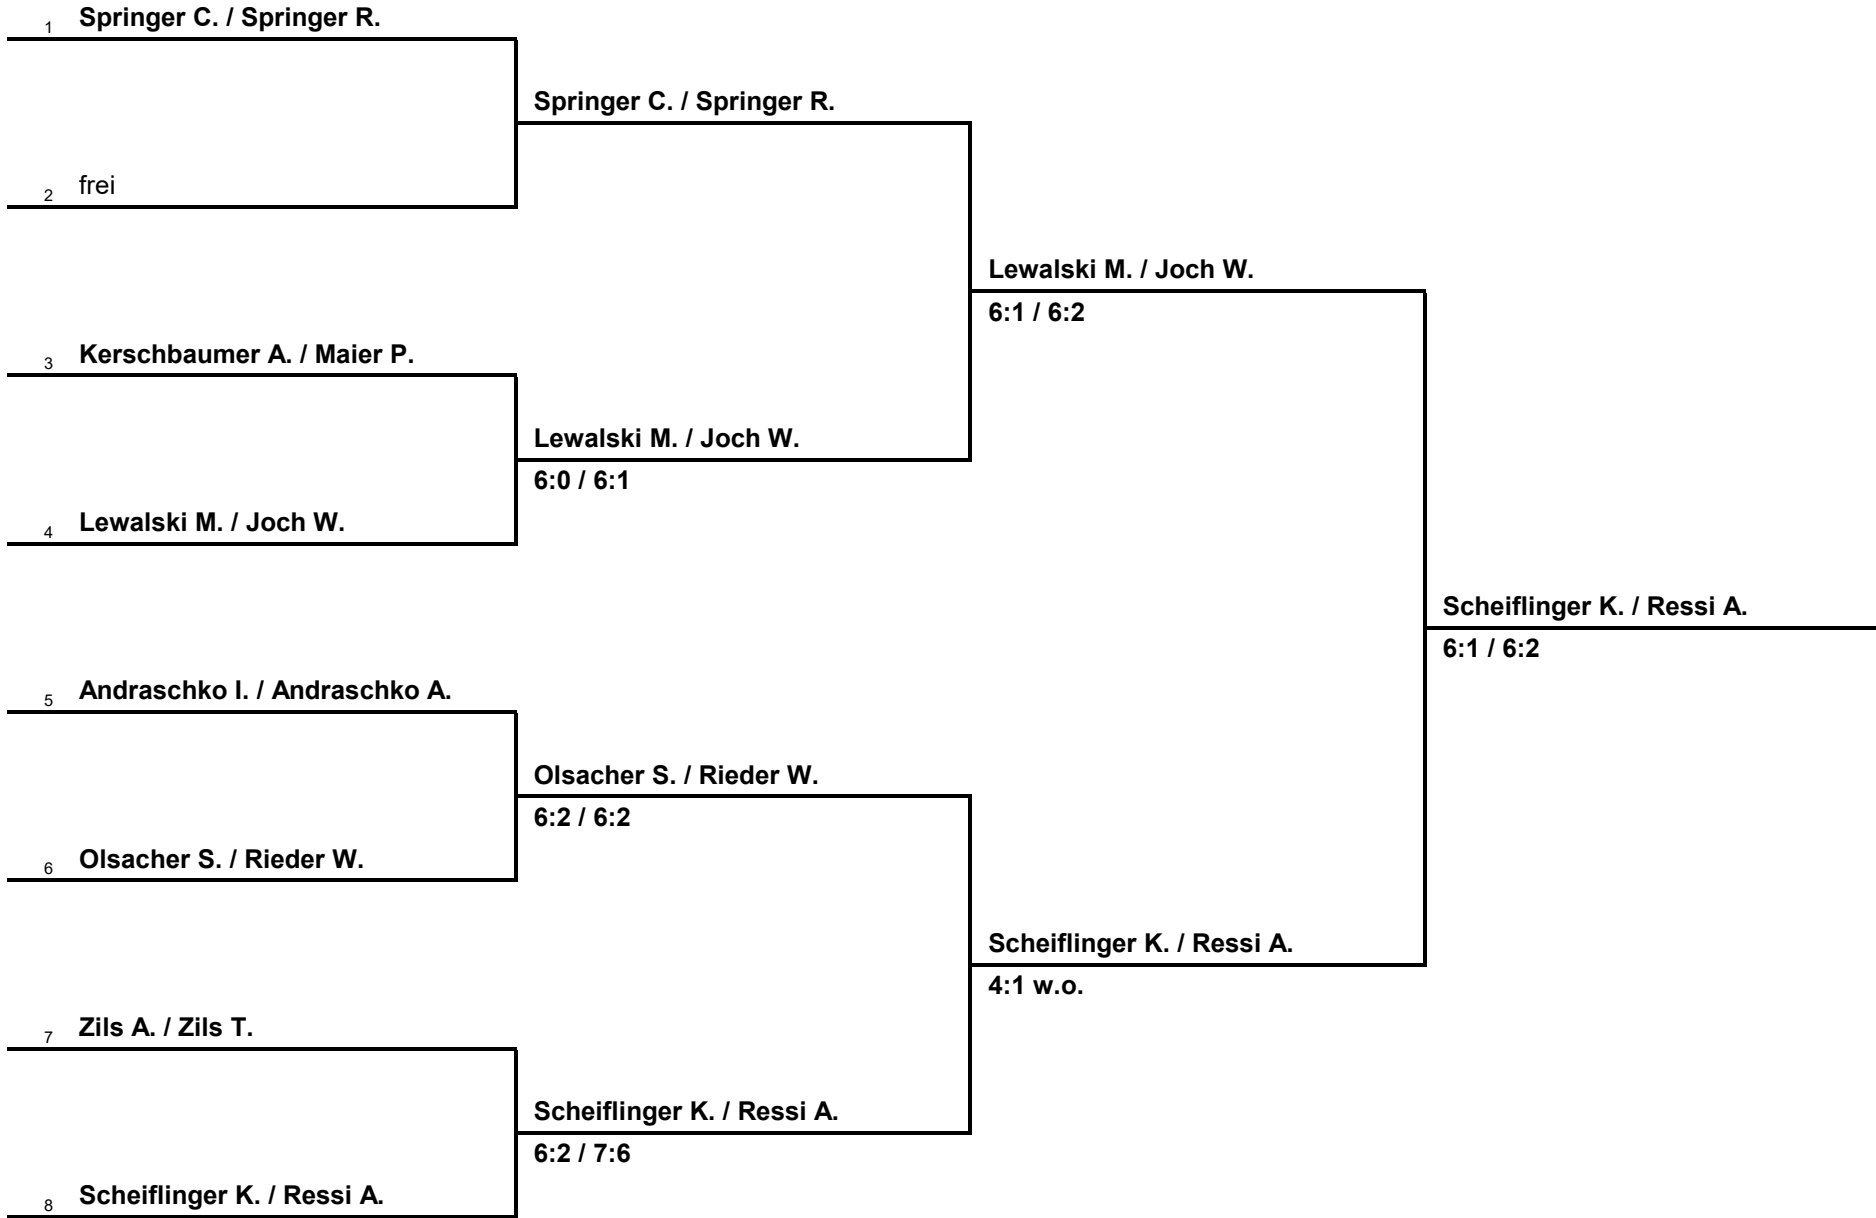 1 Springer C. / Springer R.
Springer C. / Springer R.
2 frei
Lewalski M. / Joch W.
6:1 / 6:2
3 Kerschbaumer A. / Maier P.
Lewalski M. / Joch W.
6:0 / 6:1
4 Lewalski M. / Joch W.
Scheiflinger K. / Ressi A.
6:1 / 6:2
5 Andraschko I. / Andraschko A.
Olsacher S. / Rieder W.
6:2 / 6:2
6 Olsacher S. / Rieder W.
Scheiflinger K. / Ressi A.
4:1 w.o.
7 Zils A. / Zils T.
Scheiflinger K. / Ressi A.
6:2 / 7:6
8 Scheiflinger K. / Ressi A.